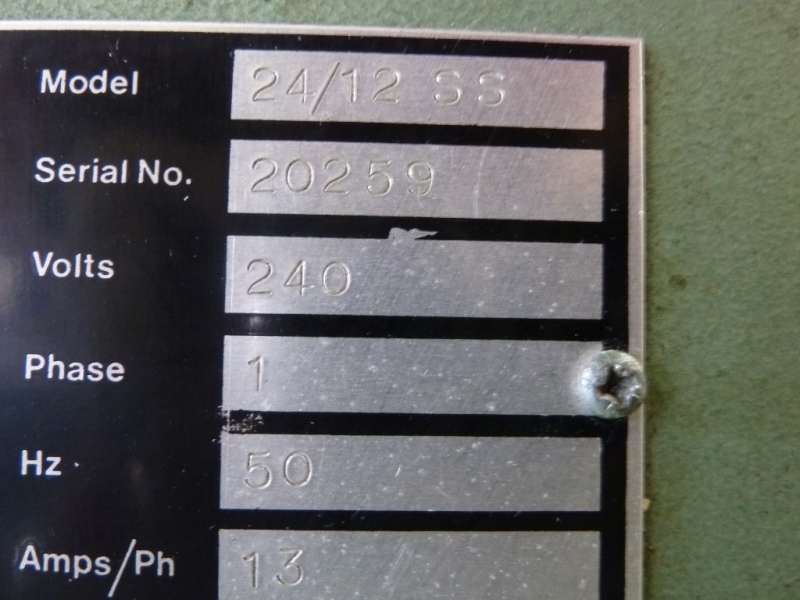 Model 24/12 SS
Serial No. 20259
Volts 240
Phase 1
Hz 50
Amps/Ph 13